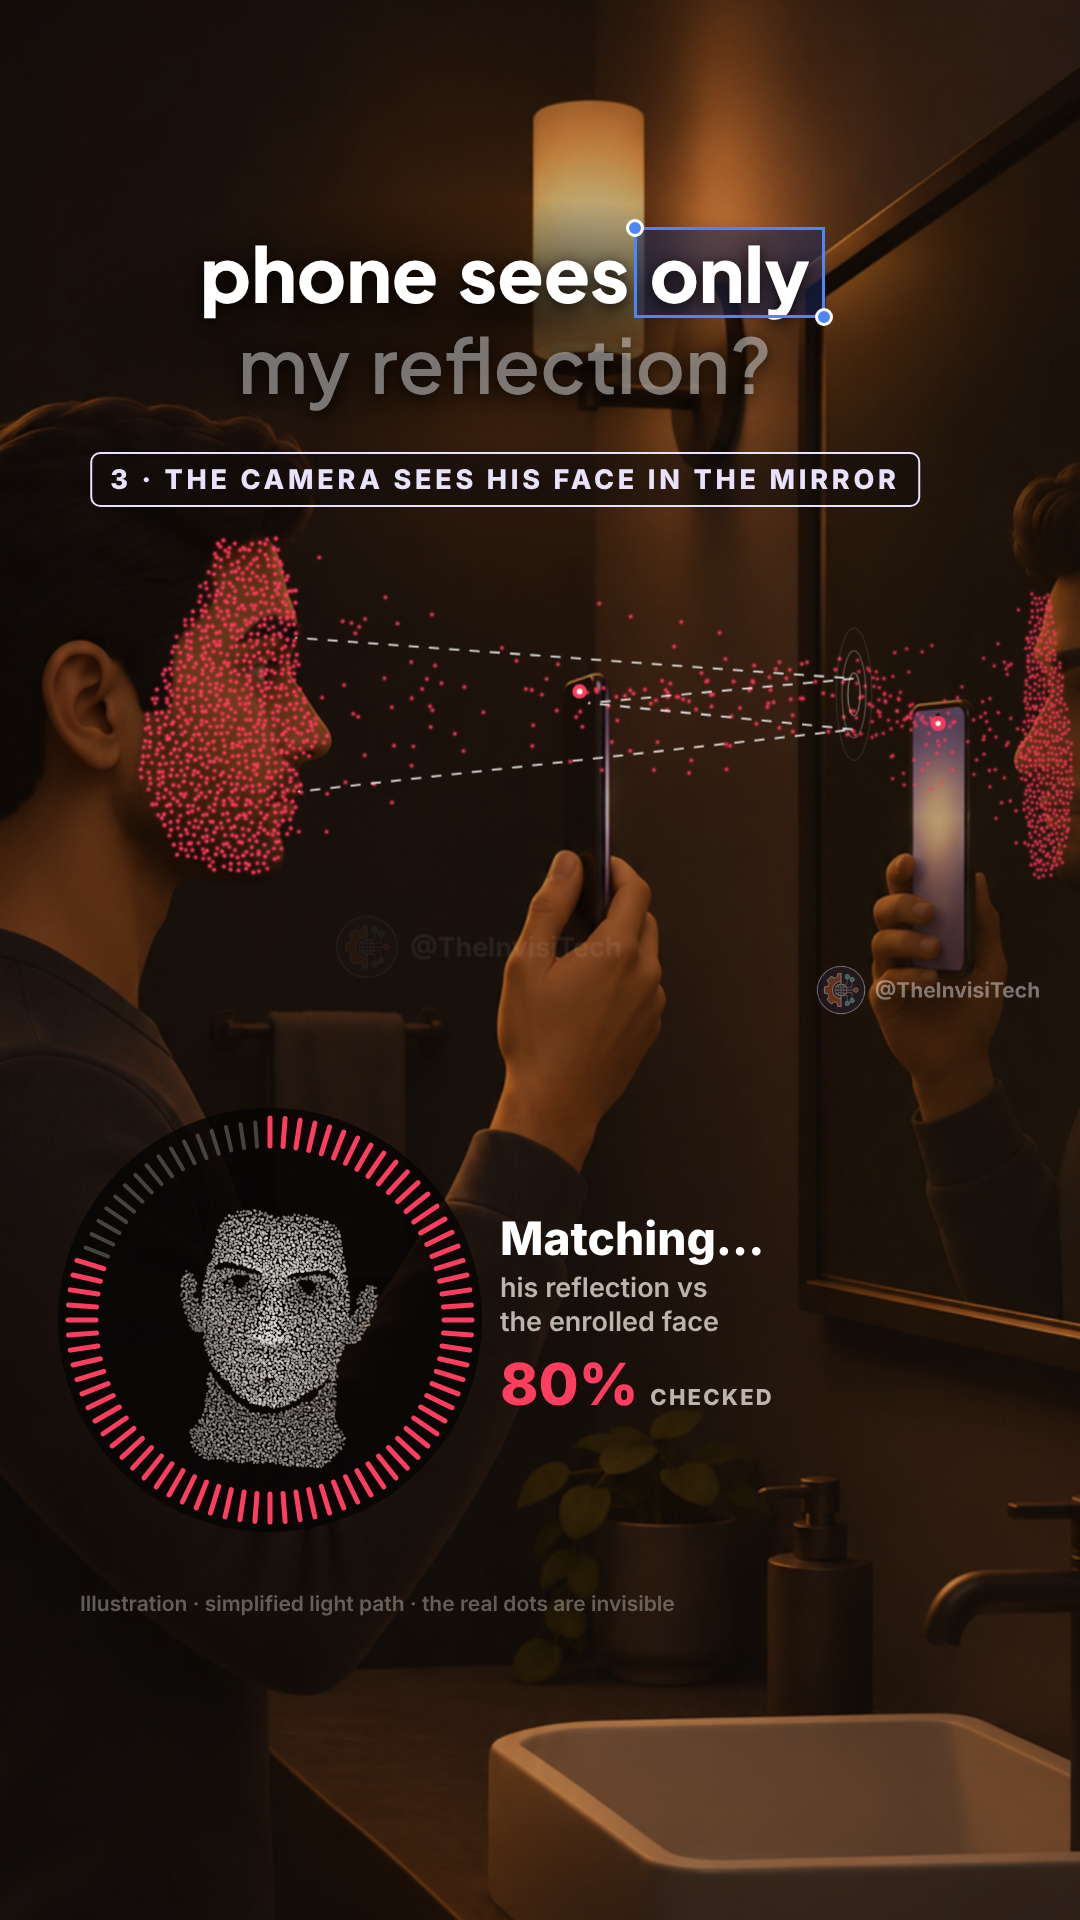 phone sees only
my reflection?
3 · THE CAMERA SEES HIS FACE IN THE MIRROR
@TheInvisiTech
@TheInvisiTech
Matching...
his reflection vs
the enrolled face
80% CHECKED
Illustration · simplified light path · the real dots are invisible